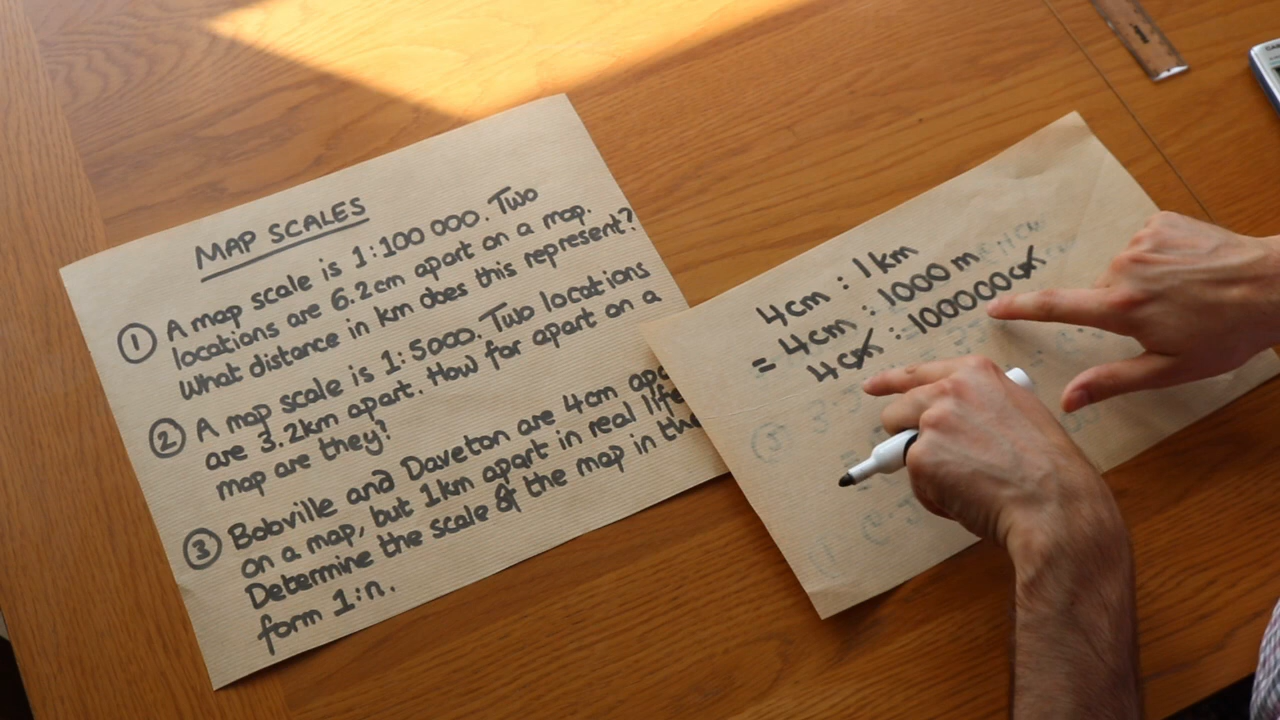 MAP SCALES
① A map scale is 1:100 000. Two
locations are 6.2cm apart on a map.
What distance in km does this represent?
② A map scale is 1:5000. Two locations
are 3.2km apart. How far apart on a
map are they?
③ Bobville and Daveton are 4cm
on a map, but 1km apart in real life
Determine the scale of the map in the
form 1:n.
4cm : 1km
= 4cm : 1000m
4cm : 100000cm